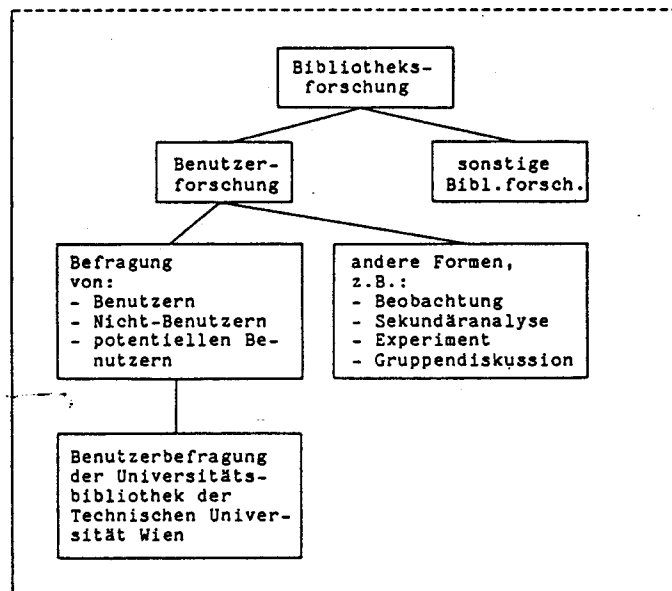 Bibliotheks-
forschung
Benutzer-
forschung
sonstige
Bibl.forsch.
Befragung
von:
- Benutzern
- Nicht-Benutzern
- potentiellen Be-
nutzern
andere Formen,
z.B.:
- Beobachtung
- Sekundäranalyse
- Experiment
- Gruppendiskussion
Benutzerbefragung
der Universitäts-
bibliothek der
Technischen Univer-
sität Wien